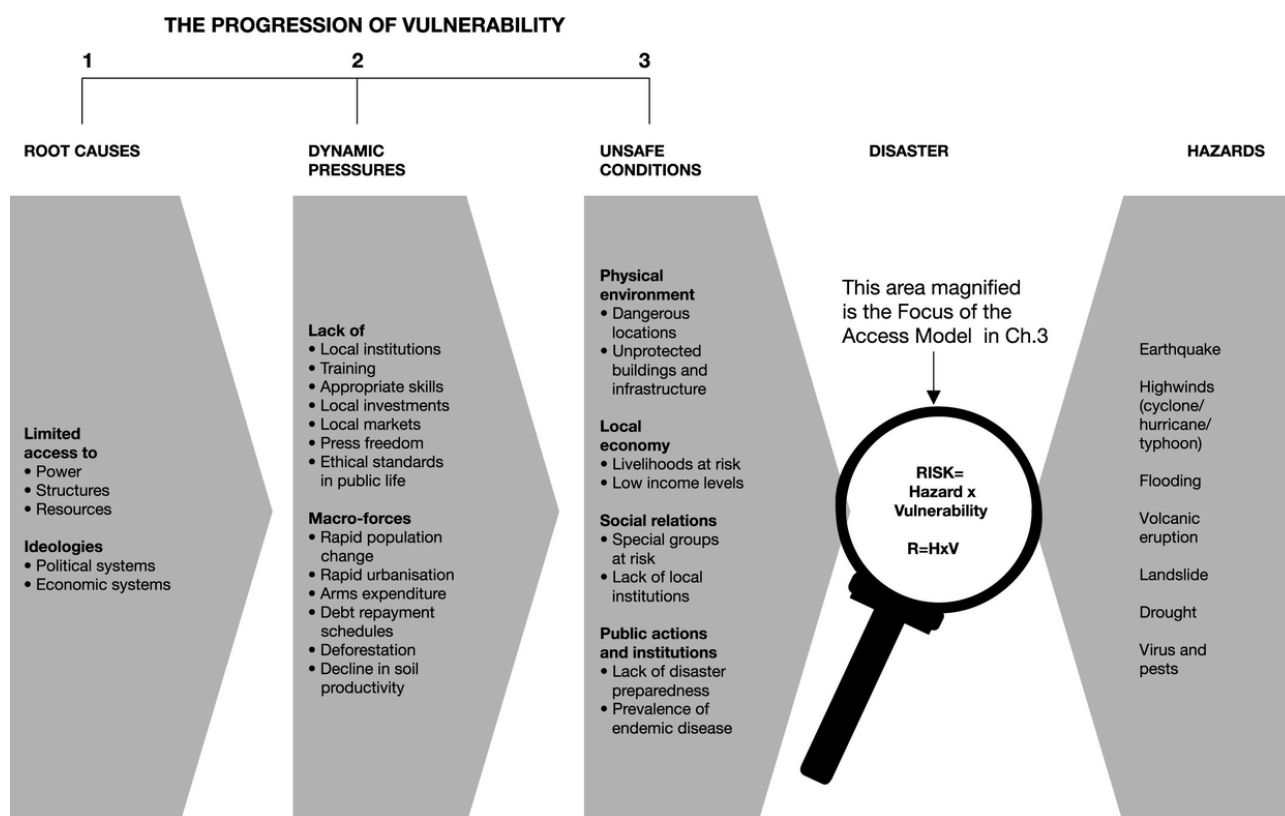 THE PROGRESSION OF VULNERABILITY
1
2
3
ROOT CAUSES
DYNAMIC
PRESSURES
UNSAFE
CONDITIONS
DISASTER
HAZARDS
Limited
access to
• Power
• Structures
• Resources
Ideologies
• Political systems
• Economic systems
Lack of
• Local institutions
• Training
• Appropriate skills
• Local investments
• Local markets
• Press freedom
• Ethical standards
in public life
Macro-forces
• Rapid population
change
• Rapid urbanisation
• Arms expenditure
• Debt repayment
schedules
• Deforestation
• Decline in soil
productivity
Physical
environment
• Dangerous
locations
• Unprotected
buildings and
infrastructure
Local
economy
• Livelihoods at risk
• Low income levels
Social relations
• Special groups
at risk
• Lack of local
institutions
Public actions
and institutions
• Lack of disaster
preparedness
• Prevalence of
endemic disease
This area magnified
is the Focus of the
Access Model in Ch.3
RISK=
Hazard x
Vulnerability
R=HxV
Earthquake
Highwinds
(cyclone/
hurricane/
typhoon)
Flooding
Volcanic
eruption
Landslide
Drought
Virus and
pests